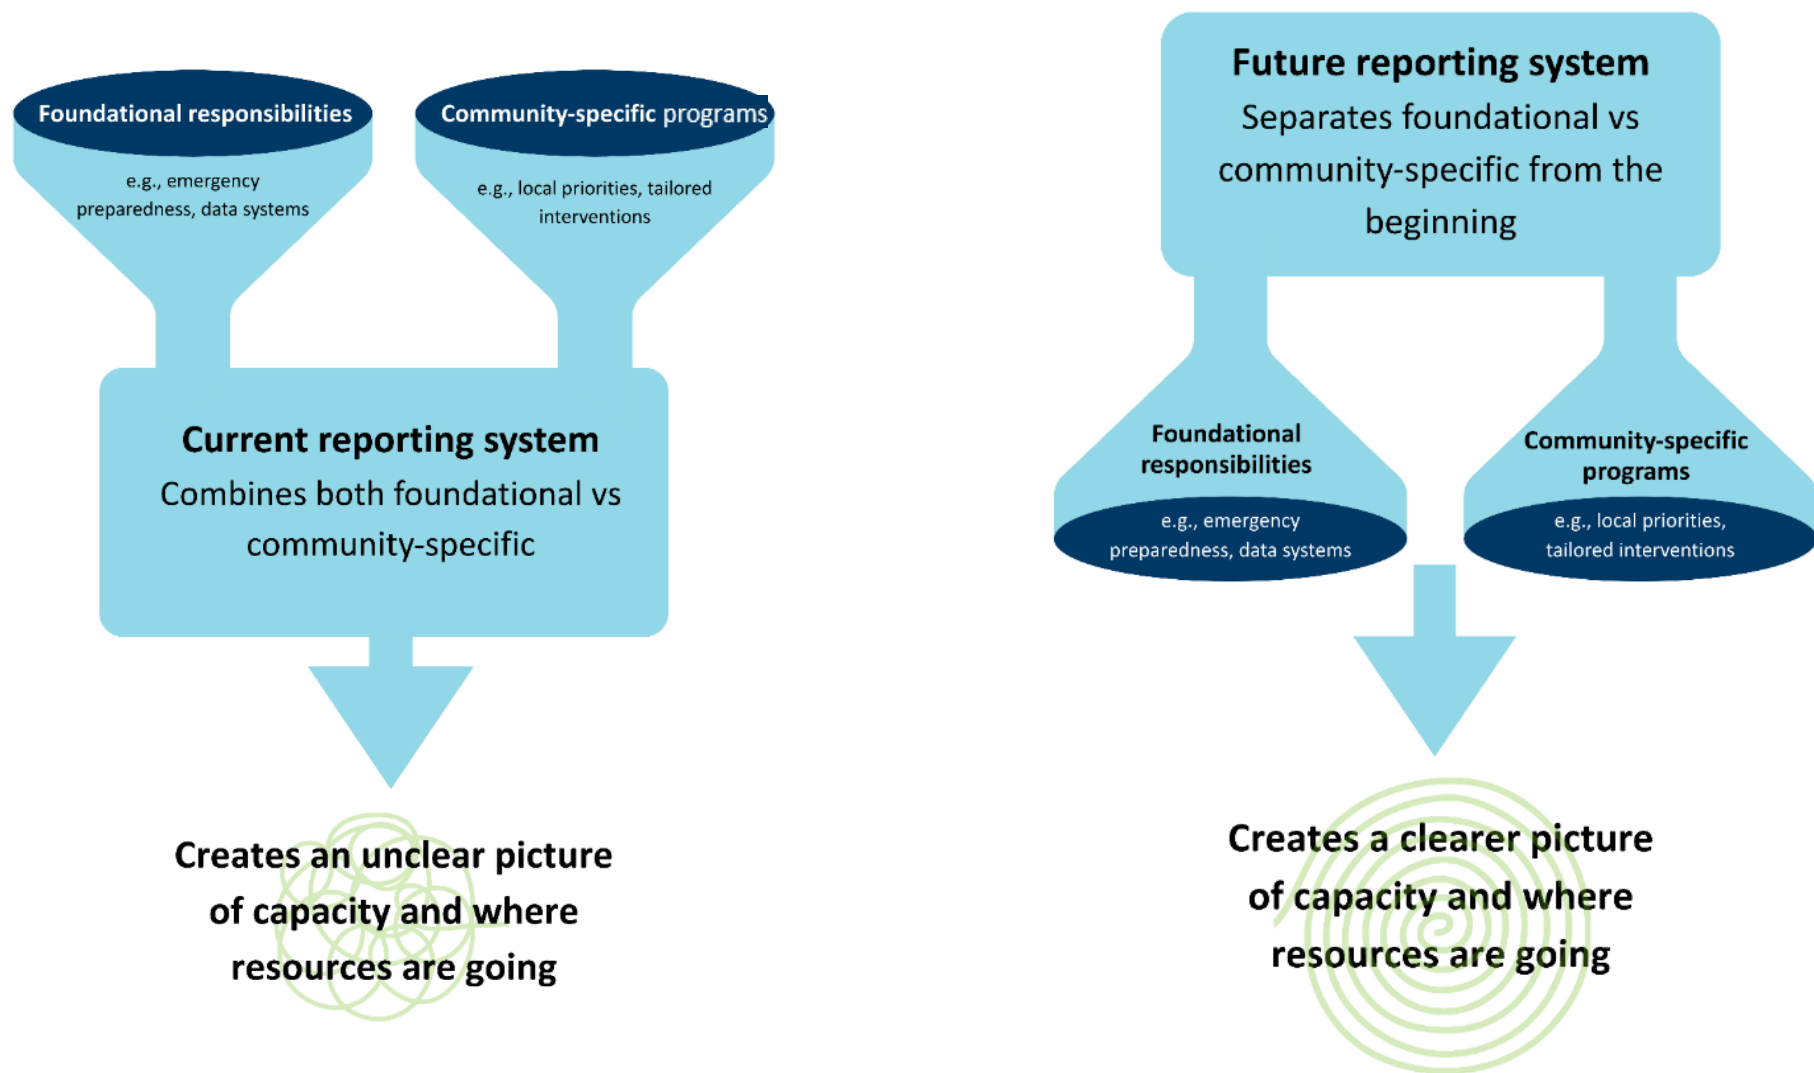 Foundational responsibilities
e.g., emergency
preparedness, data systems
Community-specific programs
e.g., local priorities, tailored
interventions
Current reporting system
Combines both foundational vs
community-specific
Creates an unclear picture
of capacity and where
resources are going
Future reporting system
Separates foundational vs
community-specific from the
beginning
Foundational
responsibilities
e.g., emergency
preparedness, data systems
Community-specific
programs
e.g., local priorities,
tailored interventions
Creates a clearer picture
of capacity and where
resources are going